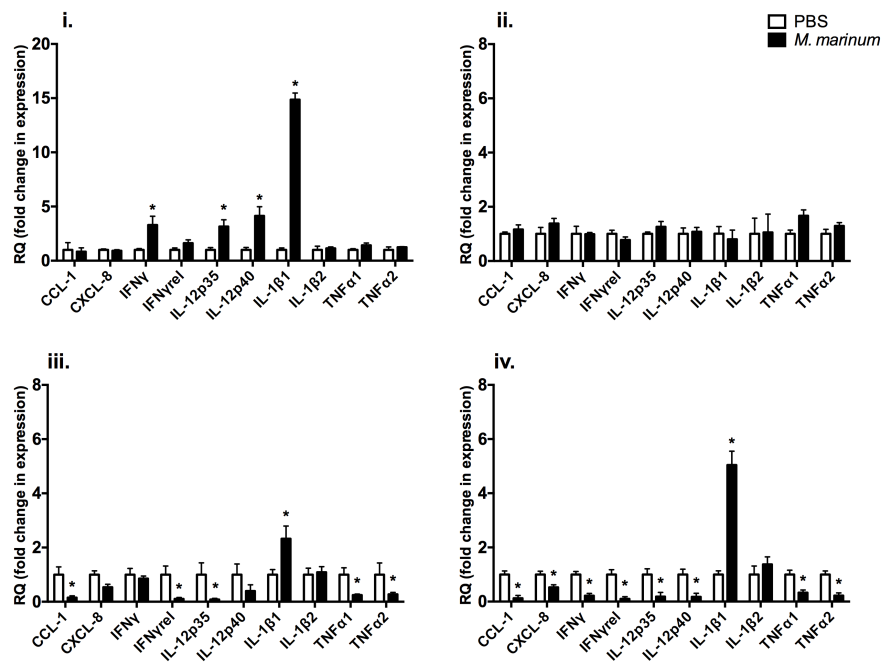 i.
RQ (fold change in expression)
20
15
10
5
0
CCL-1
CXCL-8
IFNγ
IFNγrel
IL-12p35
IL-12p40
IL-1β1
IL-1β2
TNFα1
TNFα2
*
*
*
*
ii.
PBS
M. marinum
RQ (fold change in expression)
8
6
4
2
0
CCL-1
CXCL-8
IFNγ
IFNγrel
IL-12p35
IL-12p40
IL-1β1
IL-1β2
TNFα1
TNFα2
iii.
RQ (fold change in expression)
8
6
4
2
0
CCL-1
CXCL-8
IFNγ
IFNγrel
IL-12p35
IL-12p40
IL-1β1
IL-1β2
TNFα1
TNFα2
*
*
*
*
*
*
iv.
RQ (fold change in expression)
8
6
4
2
0
CCL-1
CXCL-8
IFNγ
IFNγrel
IL-12p35
IL-12p40
IL-1β1
IL-1β2
TNFα1
TNFα2
*
*
*
*
*
*
*
*
*